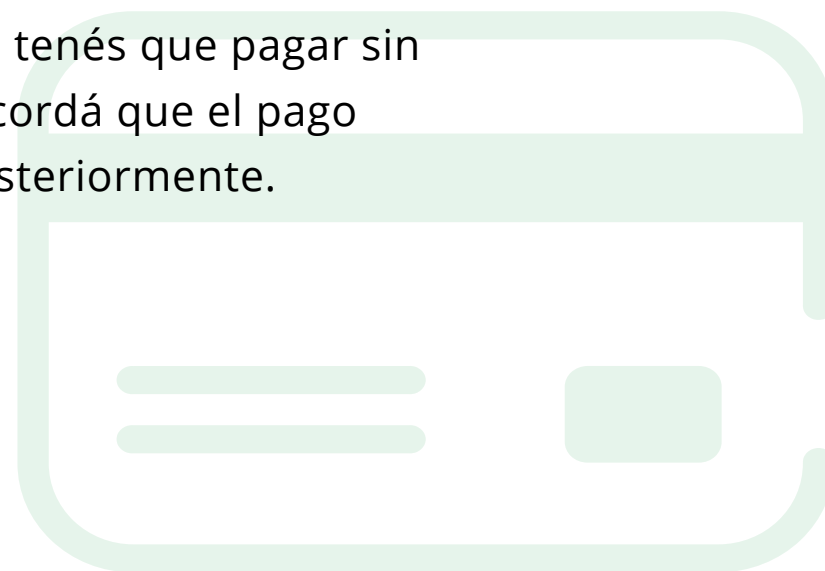 tenés que pagar sin
cordá que el pago
steriormente.